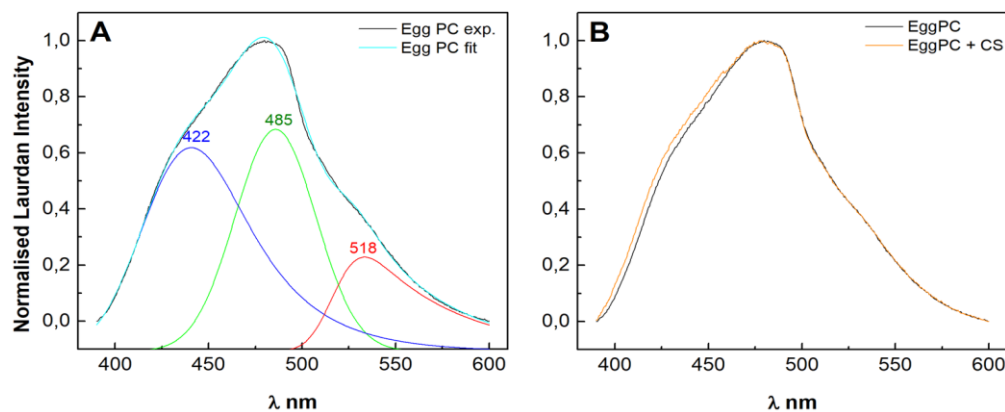 A
Egg PC exp.
Egg PC fit
422
485
518
Normalised Laurdan Intensity
1,0
0,8
0,6
0,4
0,2
0,0
400
450
500
550
600
λ nm
B
EggPC
EggPC + CS
1,0
0,8
0,6
0,4
0,2
0,0
400
450
500
550
600
λ nm